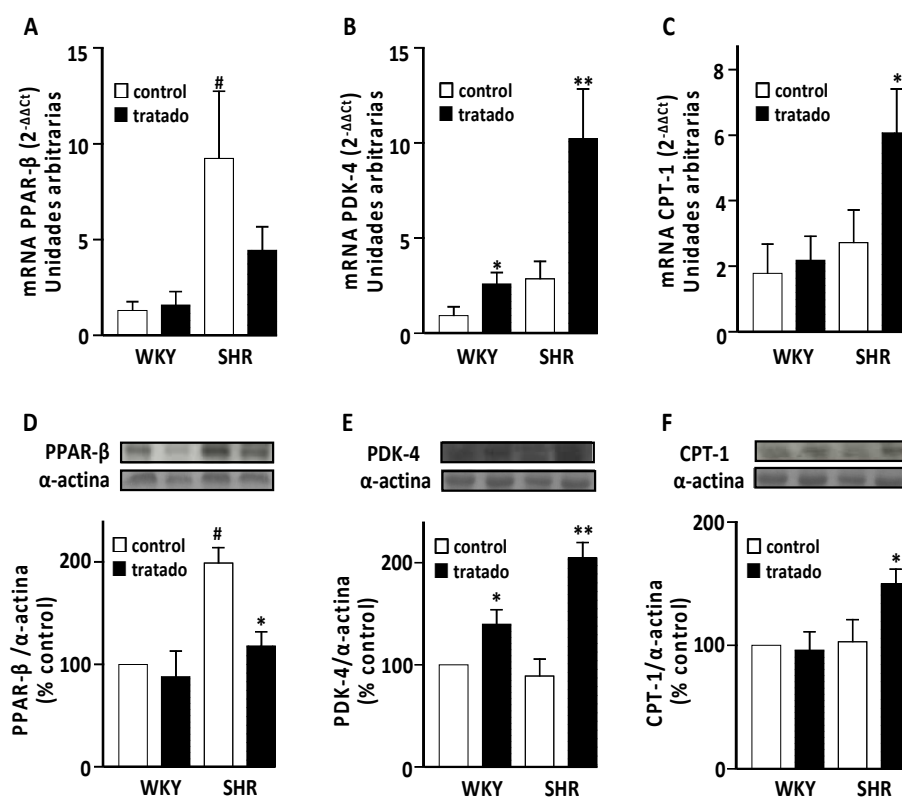 A
mRNA PPAR-β (2-ΔΔCt)
Unidades arbitrarias
15
10
5
0
control
tratado
#
WKY
SHR
B
mRNA PDK-4 (2-ΔΔCt)
Unidades arbitrarias
15
10
5
0
control
tratado
*
**
WKY
SHR
C
mRNA CPT-1 (2-ΔΔCt)
Unidades arbitrarias
8
6
4
2
0
control
tratado
*
WKY
SHR
D
PPAR-β
α-actina
PPAR-β /α-actina
(% control)
200
100
0
control
tratado
#
*
WKY
SHR
E
PDK-4
α-actina
PDK-4/α-actina
(% control)
200
100
0
control
tratado
*
**
WKY
SHR
F
CPT-1
α-actina
CPT-1/α-actina
(% control)
200
100
0
control
tratado
*
WKY
SHR